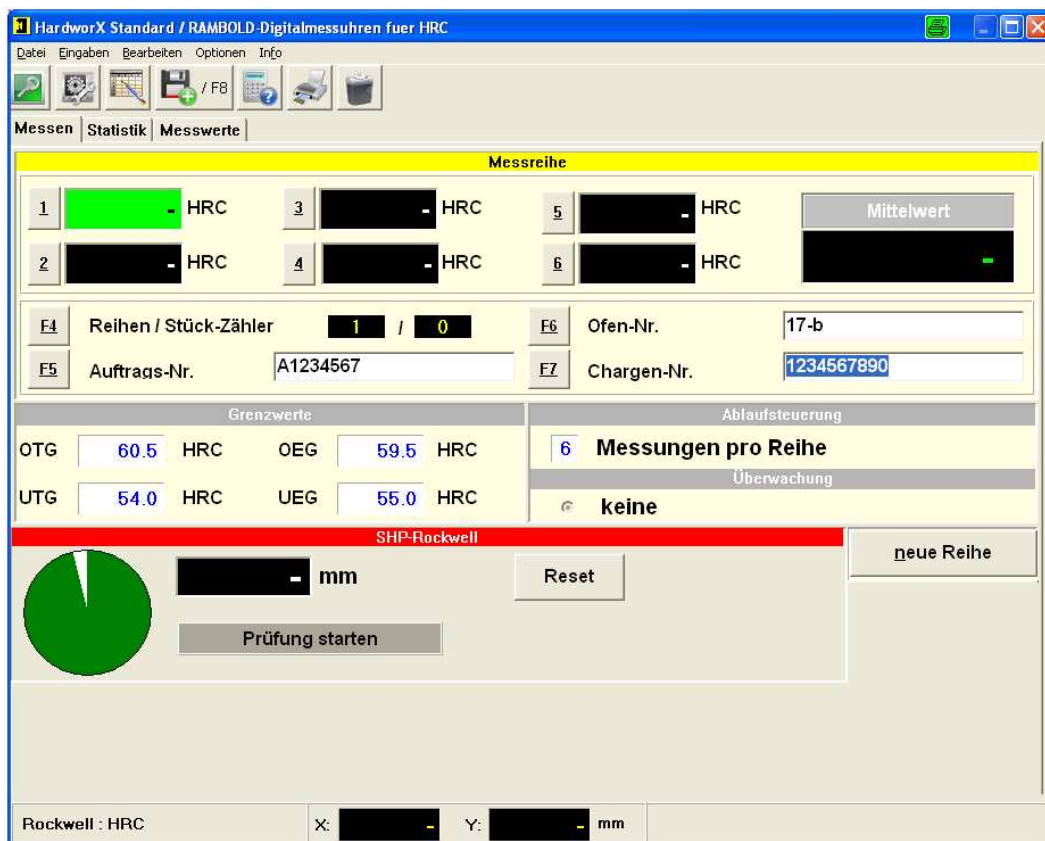 HardworX Standard / RAMBOLD-Digitalmessuhren fuer HRC
Datei Eingaben Bearbeiten Optionen Info
/ F8
Messen Statistik Messwerte
Messreihe
1 - HRC 3 - HRC 5 - HRC Mittelwert
2 - HRC 4 - HRC 6 - HRC -
F4 Reihen / Stück-Zähler 1 / 0 F6 Ofen-Nr. 17-b
F5 Auftrags-Nr. A1234567 F7 Chargen-Nr. 1234567890
Grenzwerte Ablaufsteuerung
OTG 60.5 HRC OEG 59.5 HRC 6 Messungen pro Reihe
Überwachung
UTG 54.0 HRC UEG 55.0 HRC keine
SHP-Rockwell
neue Reihe
- mm Reset
Prüfung starten
Rockwell : HRC X: - Y: - mm